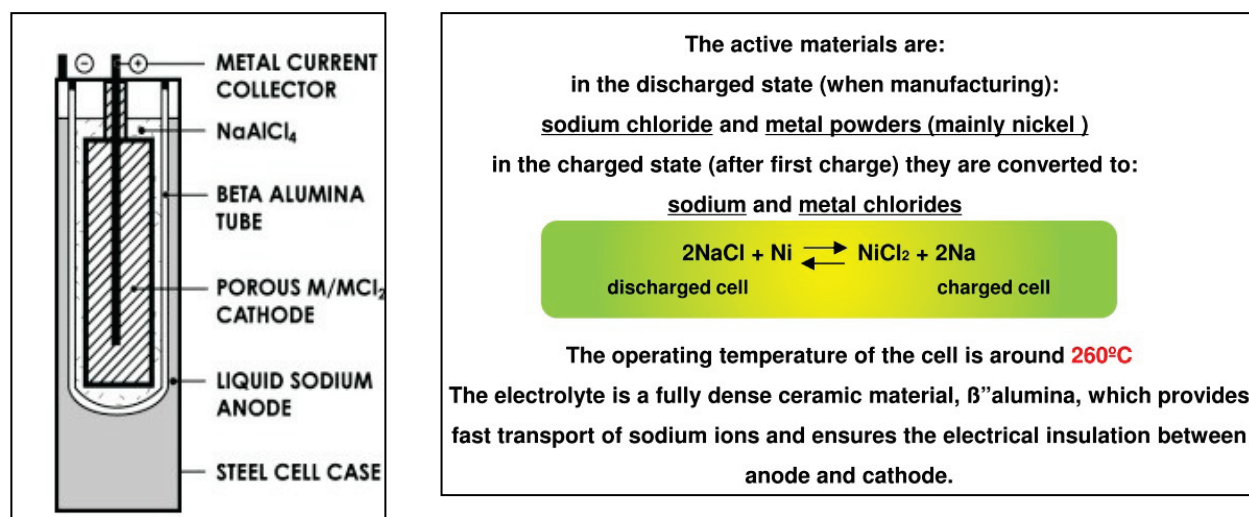 ⊖ ⊕
METAL CURRENT
COLLECTOR
NaAlCl₄
BETA ALUMINA
TUBE
POROUS M/MCl₂
CATHODE
LIQUID SODIUM
ANODE
STEEL CELL CASE
The active materials are:
in the discharged state (when manufacturing):
sodium chloride and metal powders (mainly nickel )
in the charged state (after first charge) they are converted to:
sodium and metal chlorides
2NaCl + Ni ⇌ NiCl₂ + 2Na
discharged cell charged cell
The operating temperature of the cell is around 260ºC
The electrolyte is a fully dense ceramic material, ß”alumina, which provides
fast transport of sodium ions and ensures the electrical insulation between
anode and cathode.